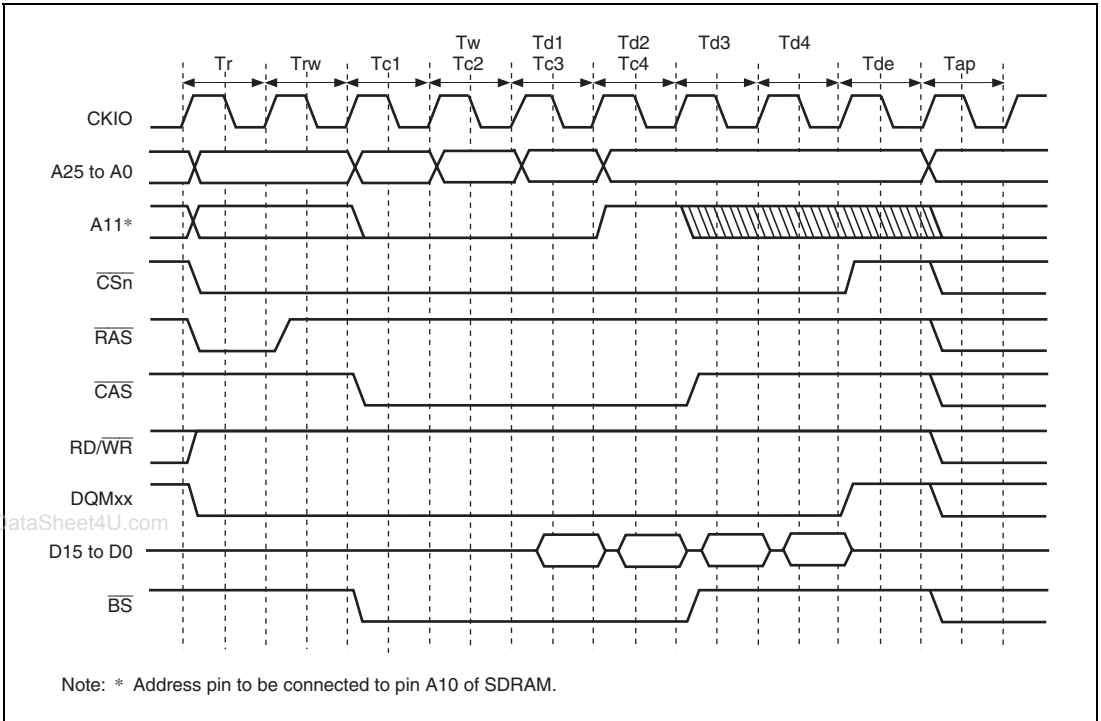 Tw Td1 Td2 Td3 Td4
Tr Trw Tc1 Tc2 Tc3 Tc4 Tde Tap
CKIO
A25 to A0
A11*
CSn
RAS
CAS
RD/WR
DQMxx
DataSheet4U.com
D15 to D0
BS
Note: * Address pin to be connected to pin A10 of SDRAM.